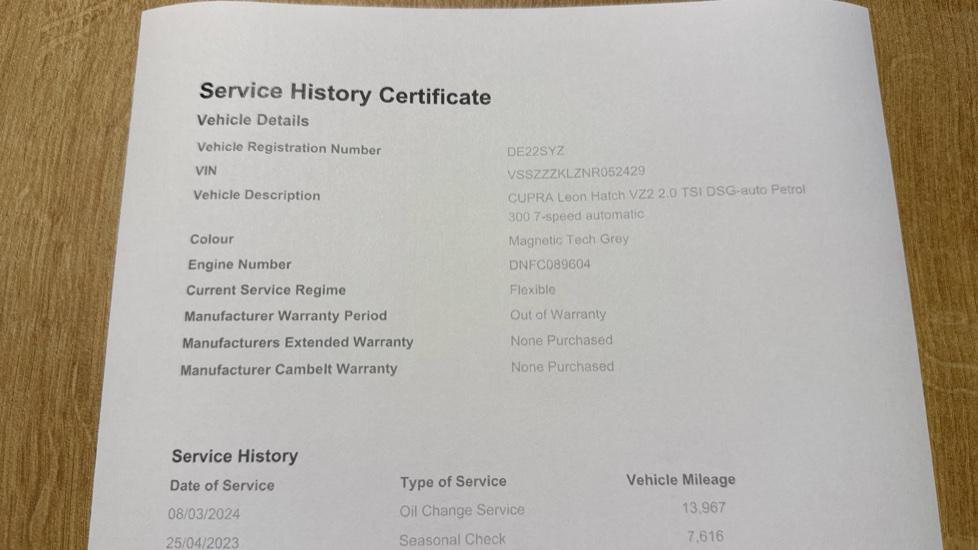 Service History Certificate
Vehicle Details
Vehicle Registration Number DE22SYZ
VIN VSSZZZKLZNR052429
Vehicle Description CUPRA Leon Hatch VZ2 2.0 TSI DSG-auto Petrol
300 7-speed automatic
Colour Magnetic Tech Grey
Engine Number DNFC089604
Current Service Regime Flexible
Manufacturer Warranty Period Out of Warranty
Manufacturers Extended Warranty None Purchased
Manufacturer Cambelt Warranty None Purchased
Service History
Date of Service Type of Service Vehicle Mileage
08/03/2024 Oil Change Service 13,967
25/04/2023 Seasonal Check 7,616